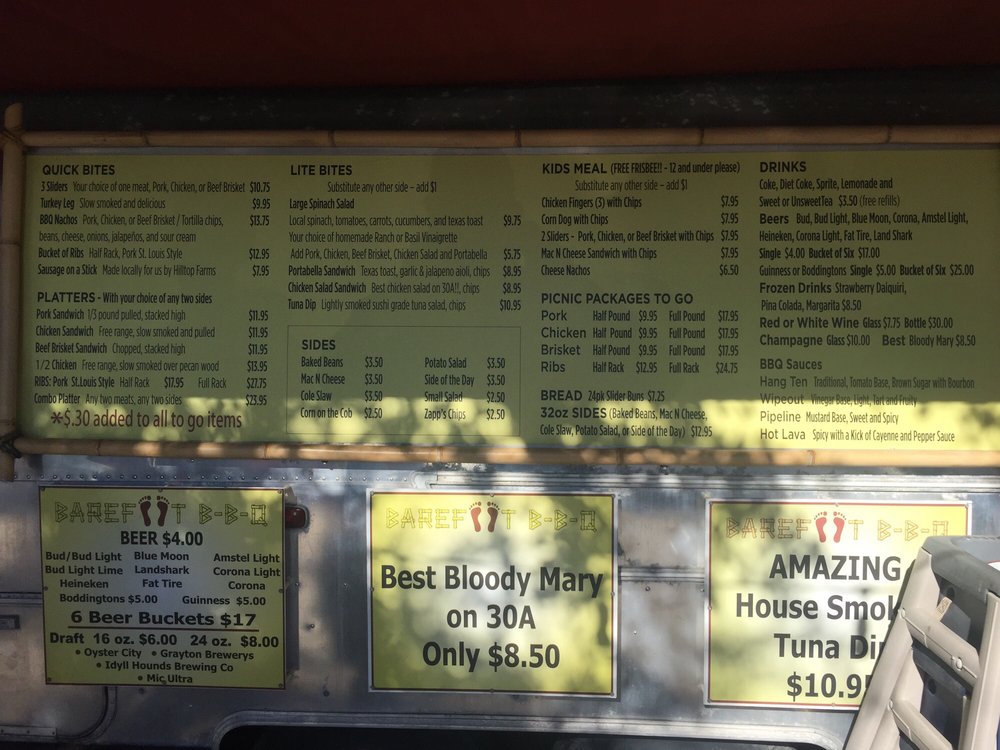 QUICK BITES
3 Sliders Your choice of one meat, Pork, Chicken, or Beef Brisket $10.75
Turkey Leg Slow smoked and delicious $9.95
BBQ Nachos Pork, Chicken, or Beef Brisket / Tortilla chips, $13.75
beans, cheese, onions, jalapeños, and sour cream
Bucket of Ribs Half Rack, Pork St. Louis Style $12.95
Sausage on a Stick Made locally for us by Hilltop Farms $7.95
PLATTERS - With your choice of any two sides
Pork Sandwich 1/3 pound pulled, stacked high $11.95
Chicken Sandwich Free range, slow smoked and pulled $11.95
Beef Brisket Sandwich Chopped, stacked high $11.95
1/2 Chicken Free range, slow smoked over pecan wood $13.95
RIBS: Pork St.Louis Style Half Rack $17.95 Full Rack $27.75
Combo Platter Any two meats, any two sides $23.95
*$.30 added to all to go items
LITE BITES
Substitute any other side – add $1
Large Spinach Salad
Local spinach, tomatoes, carrots, cucumbers, and texas toast $9.75
Your choice of homemade Ranch or Basil Vinaigrette
Add Pork, Chicken, Beef Brisket, Chicken Salad and Portabella $5.75
Portabella Sandwich Texas toast, garlic & jalapeno aioli, chips $8.95
Chicken Salad Sandwich Best chicken salad on 30A!!, chips $8.95
Tuna Dip Lightly smoked sushi grade tuna salad, chips $10.95
SIDES
Baked Beans $3.50 Potato Salad $3.50
Mac N Cheese $3.50 Side of the Day $3.50
Cole Slaw $3.50 Small Salad $2.50
Corn on the Cob $2.50 Zapp's Chips $2.50
KIDS MEAL (FREE FRISBEE!! - 12 and under please)
Substitute any other side – add $1
Chicken Fingers (3) with Chips $7.95
Corn Dog with Chips $7.95
2 Sliders - Pork, Chicken, or Beef Brisket with Chips $7.95
Mac N Cheese Sandwich with Chips $7.95
Cheese Nachos $6.50
PICNIC PACKAGES TO GO
Pork Half Pound $9.95 Full Pound $17.95
Chicken Half Pound $9.95 Full Pound $17.95
Brisket Half Pound $9.95 Full Pound $17.95
Ribs Half Rack $12.95 Full Rack $24.75
BREAD 24pk Slider Buns $7.25
32oz SIDES (Baked Beans, Mac N Cheese,
Cole Slaw, Potato Salad, or Side of the Day) $12.95
DRINKS
Coke, Diet Coke, Sprite, Lemonade and
Sweet or UnsweetTea $3.50 (free refills)
Beers Bud, Bud Light, Blue Moon, Corona, Amstel Light,
Heineken, Corona Light, Fat Tire, Land Shark
Single $4.00 Bucket of Six $17.00
Guinness or Boddingtons Single $5.00 Bucket of Six $25.00
Frozen Drinks Strawberry Daiquiri,
Pina Colada, Margarita $8.50
Red or White Wine Glass $7.75 Bottle $30.00
Champagne Glass $10.00 Best Bloody Mary $8.50
BBQ Sauces
Hang Ten Traditional, Tomato Base, Brown Sugar with Bourbon
Wipeout Vinegar Base, Light, Tart and Fruity
Pipeline Mustard Base, Sweet and Spicy
Hot Lava Spicy with a Kick of Cayenne and Pepper Sauce
BAREFOOT B-B-Q
BEER $4.00
Bud/Bud Light Blue Moon Amstel Light
Bud Light Lime Landshark Corona Light
Heineken Fat Tire Corona
Boddingtons $5.00 Guinness $5.00
6 Beer Buckets $17
Draft 16 oz. $6.00 24 oz. $8.00
• Oyster City • Grayton Brewerys
• Idyll Hounds Brewing Co
• Mic Ultra
BAREFOOT B-B-Q
Best Bloody Mary
on 30A
Only $8.50
BAREFOOT B-B-Q
AMAZING
House Smok
Tuna Di
$10.9